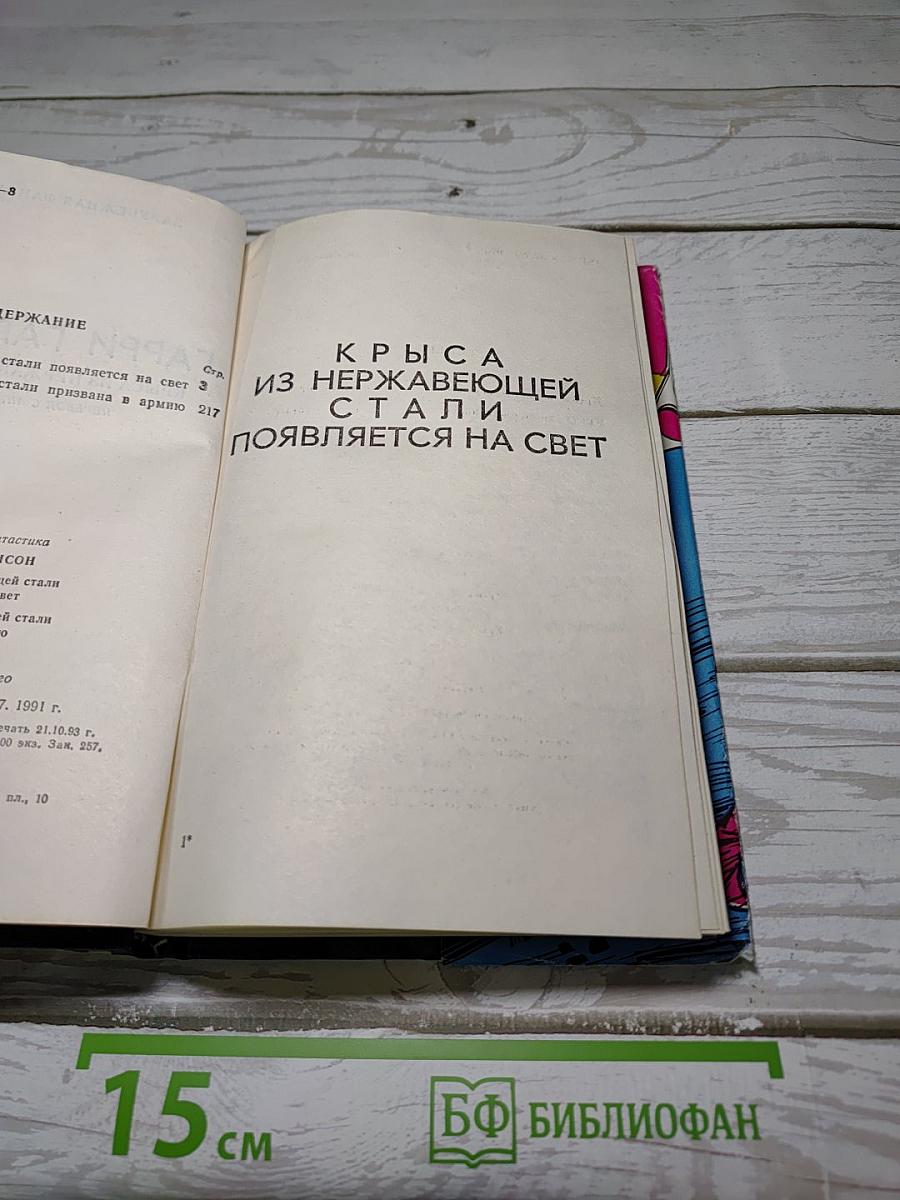 –8
ДЕРЖАНИЕ
Стр.
стали появляется на свет 3
стали призвана в армию 217
тастика
ИСОН
щей стали
вет
й стали
ю
го
7. 1991 г.
ечать 21.10.93 г.
00 экз. Зак. 257.
пл., 10
КРЫСА
ИЗ НЕРЖАВЕЮЩЕЙ
СТАЛИ
ПОЯВЛЯЕТСЯ НА СВЕТ
1*
15 см
БФ БИБЛИОФАН